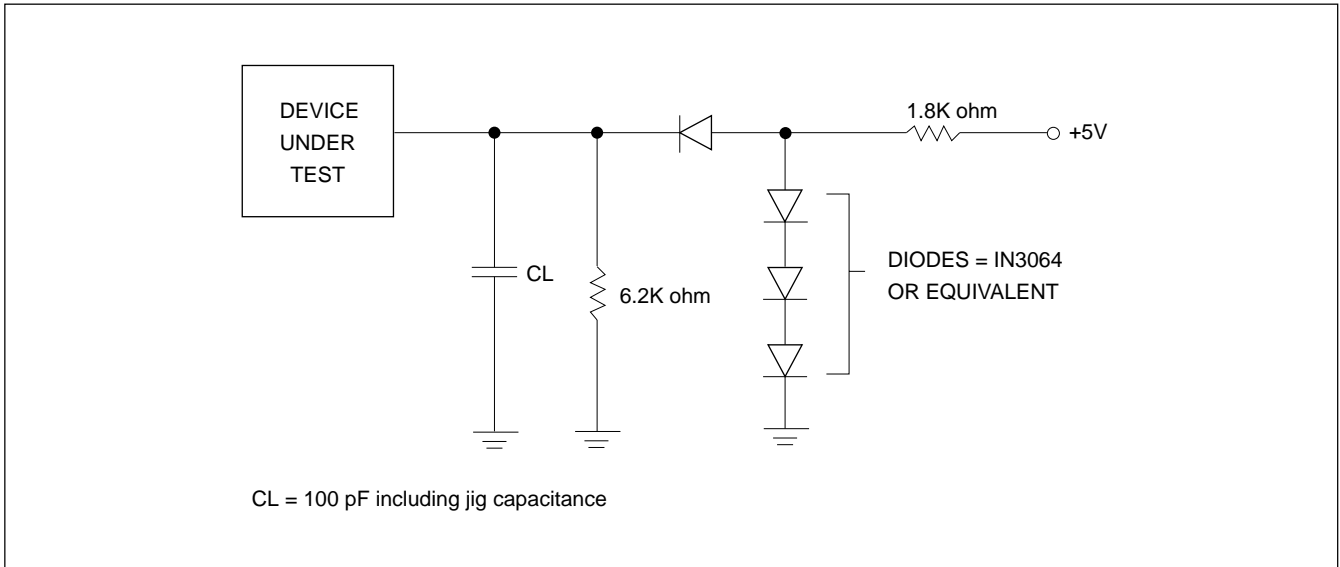 DEVICE
UNDER
TEST
1.8K ohm
+5V
CL
6.2K ohm
DIODES = IN3064
OR EQUIVALENT
CL = 100 pF including jig capacitance